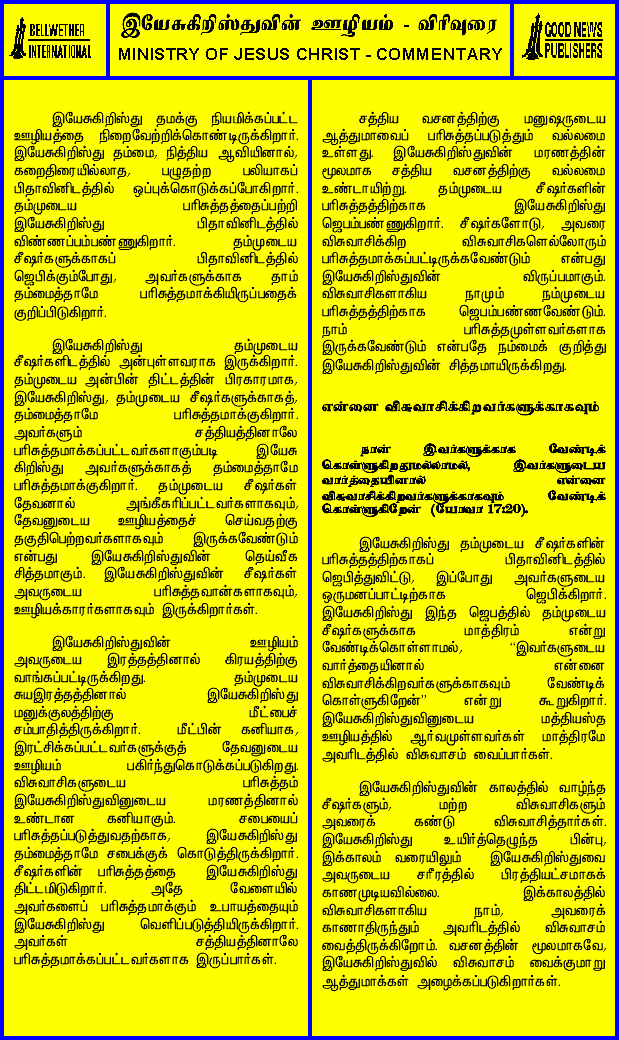 BELLWETHER
INTERNATIONAL
இயேசுகிறிஸ்துவின் ஊழியம் - விரிவுரை
MINISTRY OF JESUS CHRIST - COMMENTARY
GOOD NEWS
PUBLISHERS
இயேசுகிறிஸ்து தமக்கு நியமிக்கப்பட்ட
ஊழியத்தை நிறைவேற்றிக்கொண்டிருக்கிறார்.
இயேசுகிறிஸ்து தம்மை, நித்திய ஆவியினால்,
கறைதிரையில்லாத, பழுதற்ற பலியாகப்
பிதாவினிடத்தில் ஒப்புக்கொடுக்கப்போகிறார்.
தம்முடைய பரிசுத்தத்தைப்பற்றி
இயேசுகிறிஸ்து பிதாவினிடத்தில்
விண்ணப்பம்பண்ணுகிறார். தம்முடைய
சீஷர்களுக்காகப் பிதாவினிடத்தில்
ஜெபிக்கும்போது, அவர்களுக்காக தாம்
தம்மைத்தாமே பரிசுத்தமாக்கியிருப்பதைக்
குறிப்பிடுகிறார்.
இயேசுகிறிஸ்து தம்முடைய
சீஷர்களிடத்தில் அன்புள்ளவராக இருக்கிறார்.
தம்முடைய அன்பின் திட்டத்தின் பிரகாரமாக,
இயேசுகிறிஸ்து, தம்முடைய சீஷர்களுக்காகத்,
தம்மைத்தாமே பரிசுத்தமாக்குகிறார்.
அவர்களும் சத்தியத்தினாலே
பரிசுத்தமாக்கப்பட்டவர்களாகும்படி இயேசு
கிறிஸ்து அவர்களுக்காகத் தம்மைத்தாமே
பரிசுத்தமாக்குகிறார். தம்முடைய சீஷர்கள்
தேவனால் அங்கீகரிப்பட்டவர்களாகவும்,
தேவனுடைய ஊழியத்தைச் செய்வதற்கு
தகுதிபெற்றவர்களாகவும் இருக்கவேண்டும்
என்பது இயேசுகிறிஸ்துவின் தெய்வீக
சித்தமாகும். இயேசுகிறிஸ்துவின் சீஷர்கள்
அவருடைய பரிசுத்தவான்களாகவும்,
ஊழியக்காரர்களாகவும் இருக்கிறார்கள்.
இயேசுகிறிஸ்துவின் ஊழியம்
அவருடைய இரத்தத்தினால் கிரயத்திற்கு
வாங்கப்பட்டிருக்கிறது. தம்முடைய
சுயஇரத்தத்தினால் இயேசுகிறிஸ்து
மனுக்குலத்திற்கு மீட்பைச்
சம்பாதித்திருக்கிறார். மீட்பின் கனியாக,
இரட்சிக்கப்பட்டவர்களுக்குத் தேவனுடைய
ஊழியம் பகிர்ந்துகொடுக்கப்படுகிறது.
விசுவாசிகளுடைய பரிசுத்தம்
இயேசுகிறிஸ்துவினுடைய மரணத்தினால்
உண்டான கனியாகும். சபையைப்
பரிசுத்தப்படுத்துவதற்காக, இயேசுகிறிஸ்து
தம்மைத்தாமே சபைக்குக் கொடுத்திருக்கிறார்.
சீஷர்களின் பரிசுத்தத்தை இயேசுகிறிஸ்து
திட்டமிடுகிறார். அதே வேளையில்
அவர்களைப் பரிசுத்தமாக்கும் உபாயத்தையும்
இயேசுகிறிஸ்து வெளிப்படுத்தியிருக்கிறார்.
அவர்கள் சத்தியத்தினாலே
பரிசுத்தமாக்கப்பட்டவர்களாக இருப்பார்கள்.
சத்திய வசனத்திற்கு மனுஷருடைய
ஆத்துமாவைப் பரிசுத்தப்படுத்தும் வல்லமை
உள்ளது. இயேசுகிறிஸ்துவின் மரணத்தின்
மூலமாக சத்திய வசனத்திற்கு வல்லமை
உண்டாயிற்று. தம்முடைய சீஷர்களின்
பரிசுத்தத்திற்காக இயேசுகிறிஸ்து
ஜெபம்பண்ணுகிறார். சீஷர்களோடு, அவரை
விசுவாசிக்கிற விசுவாசிகளெல்லோரும்
பரிசுத்தமாக்கப்பட்டிருக்கவேண்டும் என்பது
இயேசுகிறிஸ்துவின் விருப்பமாகும்.
விசுவாசிகளாகிய நாமும் நம்முடைய
பரிசுத்தத்திற்காக ஜெபம்பண்ணவேண்டும்.
நாம் பரிசுத்தமுள்ளவர்களாக
இருக்கவேண்டும் என்பதே நம்மைக் குறித்து
இயேசுகிறிஸ்துவின் சித்தமாயிருக்கிறது.
என்னை விசுவாசிக்கிறவர்களுக்காகவும்
நான் இவர்களுக்காக வேண்டிக்
கொள்ளுகிறதுமல்லாமல், இவர்களுடைய
வார்த்தையினால் என்னை
விசுவாசிக்கிறவர்களுக்காகவும் வேண்டிக்
கொள்ளுகிறேன் (யோவா 17:20).
இயேசுகிறிஸ்து தம்முடைய சீஷர்களின்
பரிசுத்தத்திற்காகப் பிதாவினிடத்தில்
ஜெபித்துவிட்டு, இப்போது அவர்களுடைய
ஒருமனப்பாட்டிற்காக ஜெபிக்கிறார்.
இயேசுகிறிஸ்து இந்த ஜெபத்தில் தம்முடைய
சீஷர்களுக்காக மாத்திரம் என்று
வேண்டிக்கொள்ளாமல், “இவர்களுடைய
வார்த்தையினால் என்னை
விசுவாசிக்கிறவர்களுக்காகவும் வேண்டிக்
கொள்ளுகிறேன்” என்று கூறுகிறார்.
இயேசுகிறிஸ்துவினுடைய மத்தியஸ்த
ஊழியத்தில் ஆர்வமுள்ளவர்கள் மாத்திரமே
அவரிடத்தில் விசுவாசம் வைப்பார்கள்.
இயேசுகிறிஸ்துவின் காலத்தில் வாழ்ந்த
சீஷர்களும், மற்ற விசுவாசிகளும்
அவரைக் கண்டு விசுவாசித்தார்கள்.
இயேசுகிறிஸ்து உயிர்த்தெழுந்த பின்பு,
இக்காலம் வரையிலும் இயேசுகிறிஸ்துவை
அவருடைய சரீரத்தில் பிரத்தியட்சமாகக்
காணமுடியவில்லை. இக்காலத்தில்
விசுவாசிகளாகிய நாம், அவரைக்
காணாதிருந்தும் அவரிடத்தில் விசுவாசம்
வைத்திருக்கிறோம். வசனத்தின் மூலமாகவே,
இயேசுகிறிஸ்துவில் விசுவாசம் வைக்குமாறு
ஆத்துமாக்கள் அழைக்கப்படுகிறார்கள்.